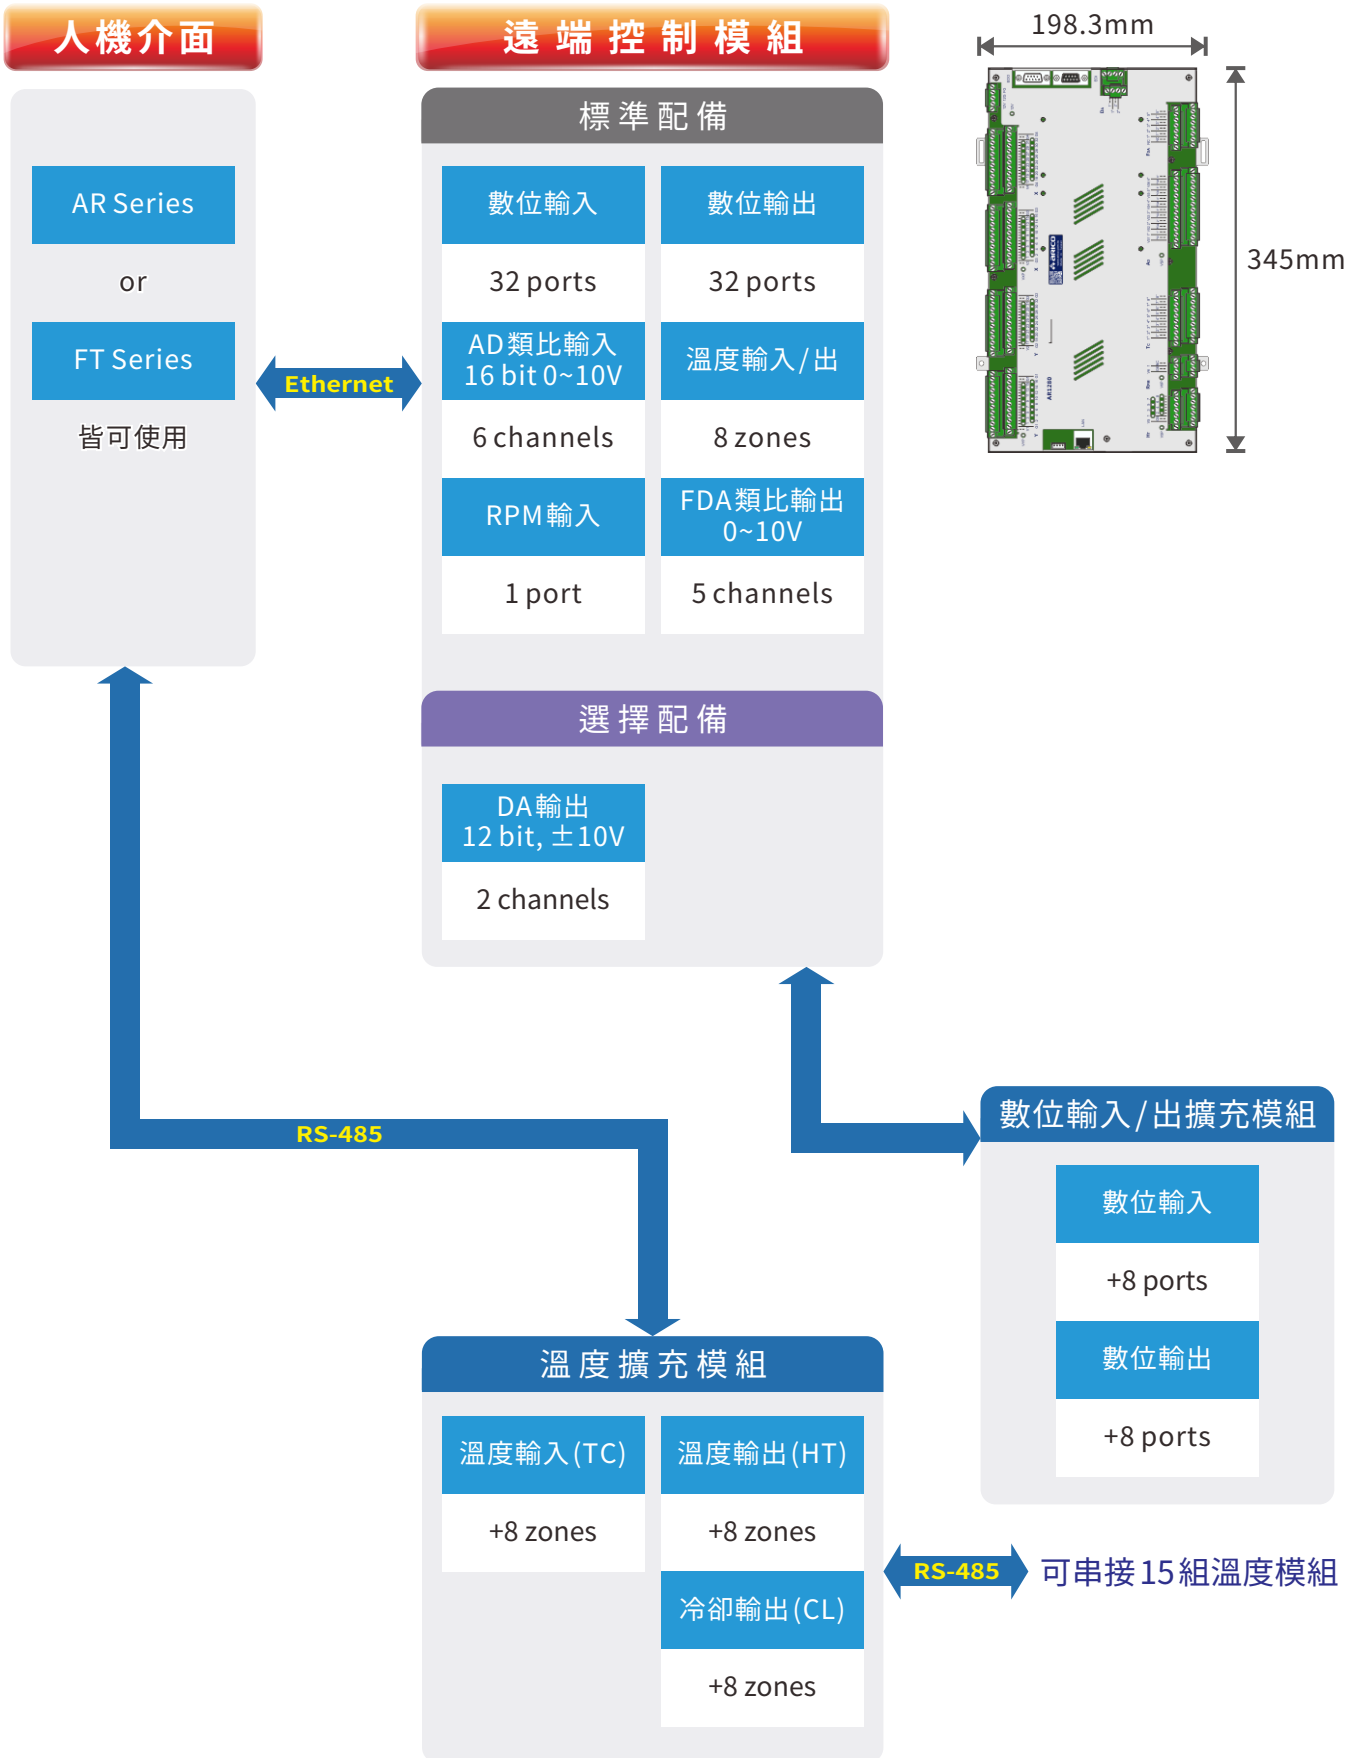 人機介面
AR Series
or
FT Series
皆可使用
Ethernet
遠端控制模組
標準配備
數位輸入
32 ports
數位輸出
32 ports
AD類比輸入
16 bit 0~10V
6 channels
溫度輸入/出
8 zones
RPM輸入
1 port
FDA類比輸出
0~10V
5 channels
選擇配備
DA輸出
12 bit, ±10V
2 channels
198.3mm
345mm
ARICO
AR1280
RS-485
數位輸入/出擴充模組
數位輸入
+8 ports
數位輸出
+8 ports
溫度擴充模組
溫度輸入(TC)
+8 zones
溫度輸出(HT)
+8 zones
冷卻輸出(CL)
+8 zones
RS-485
可串接15組溫度模組